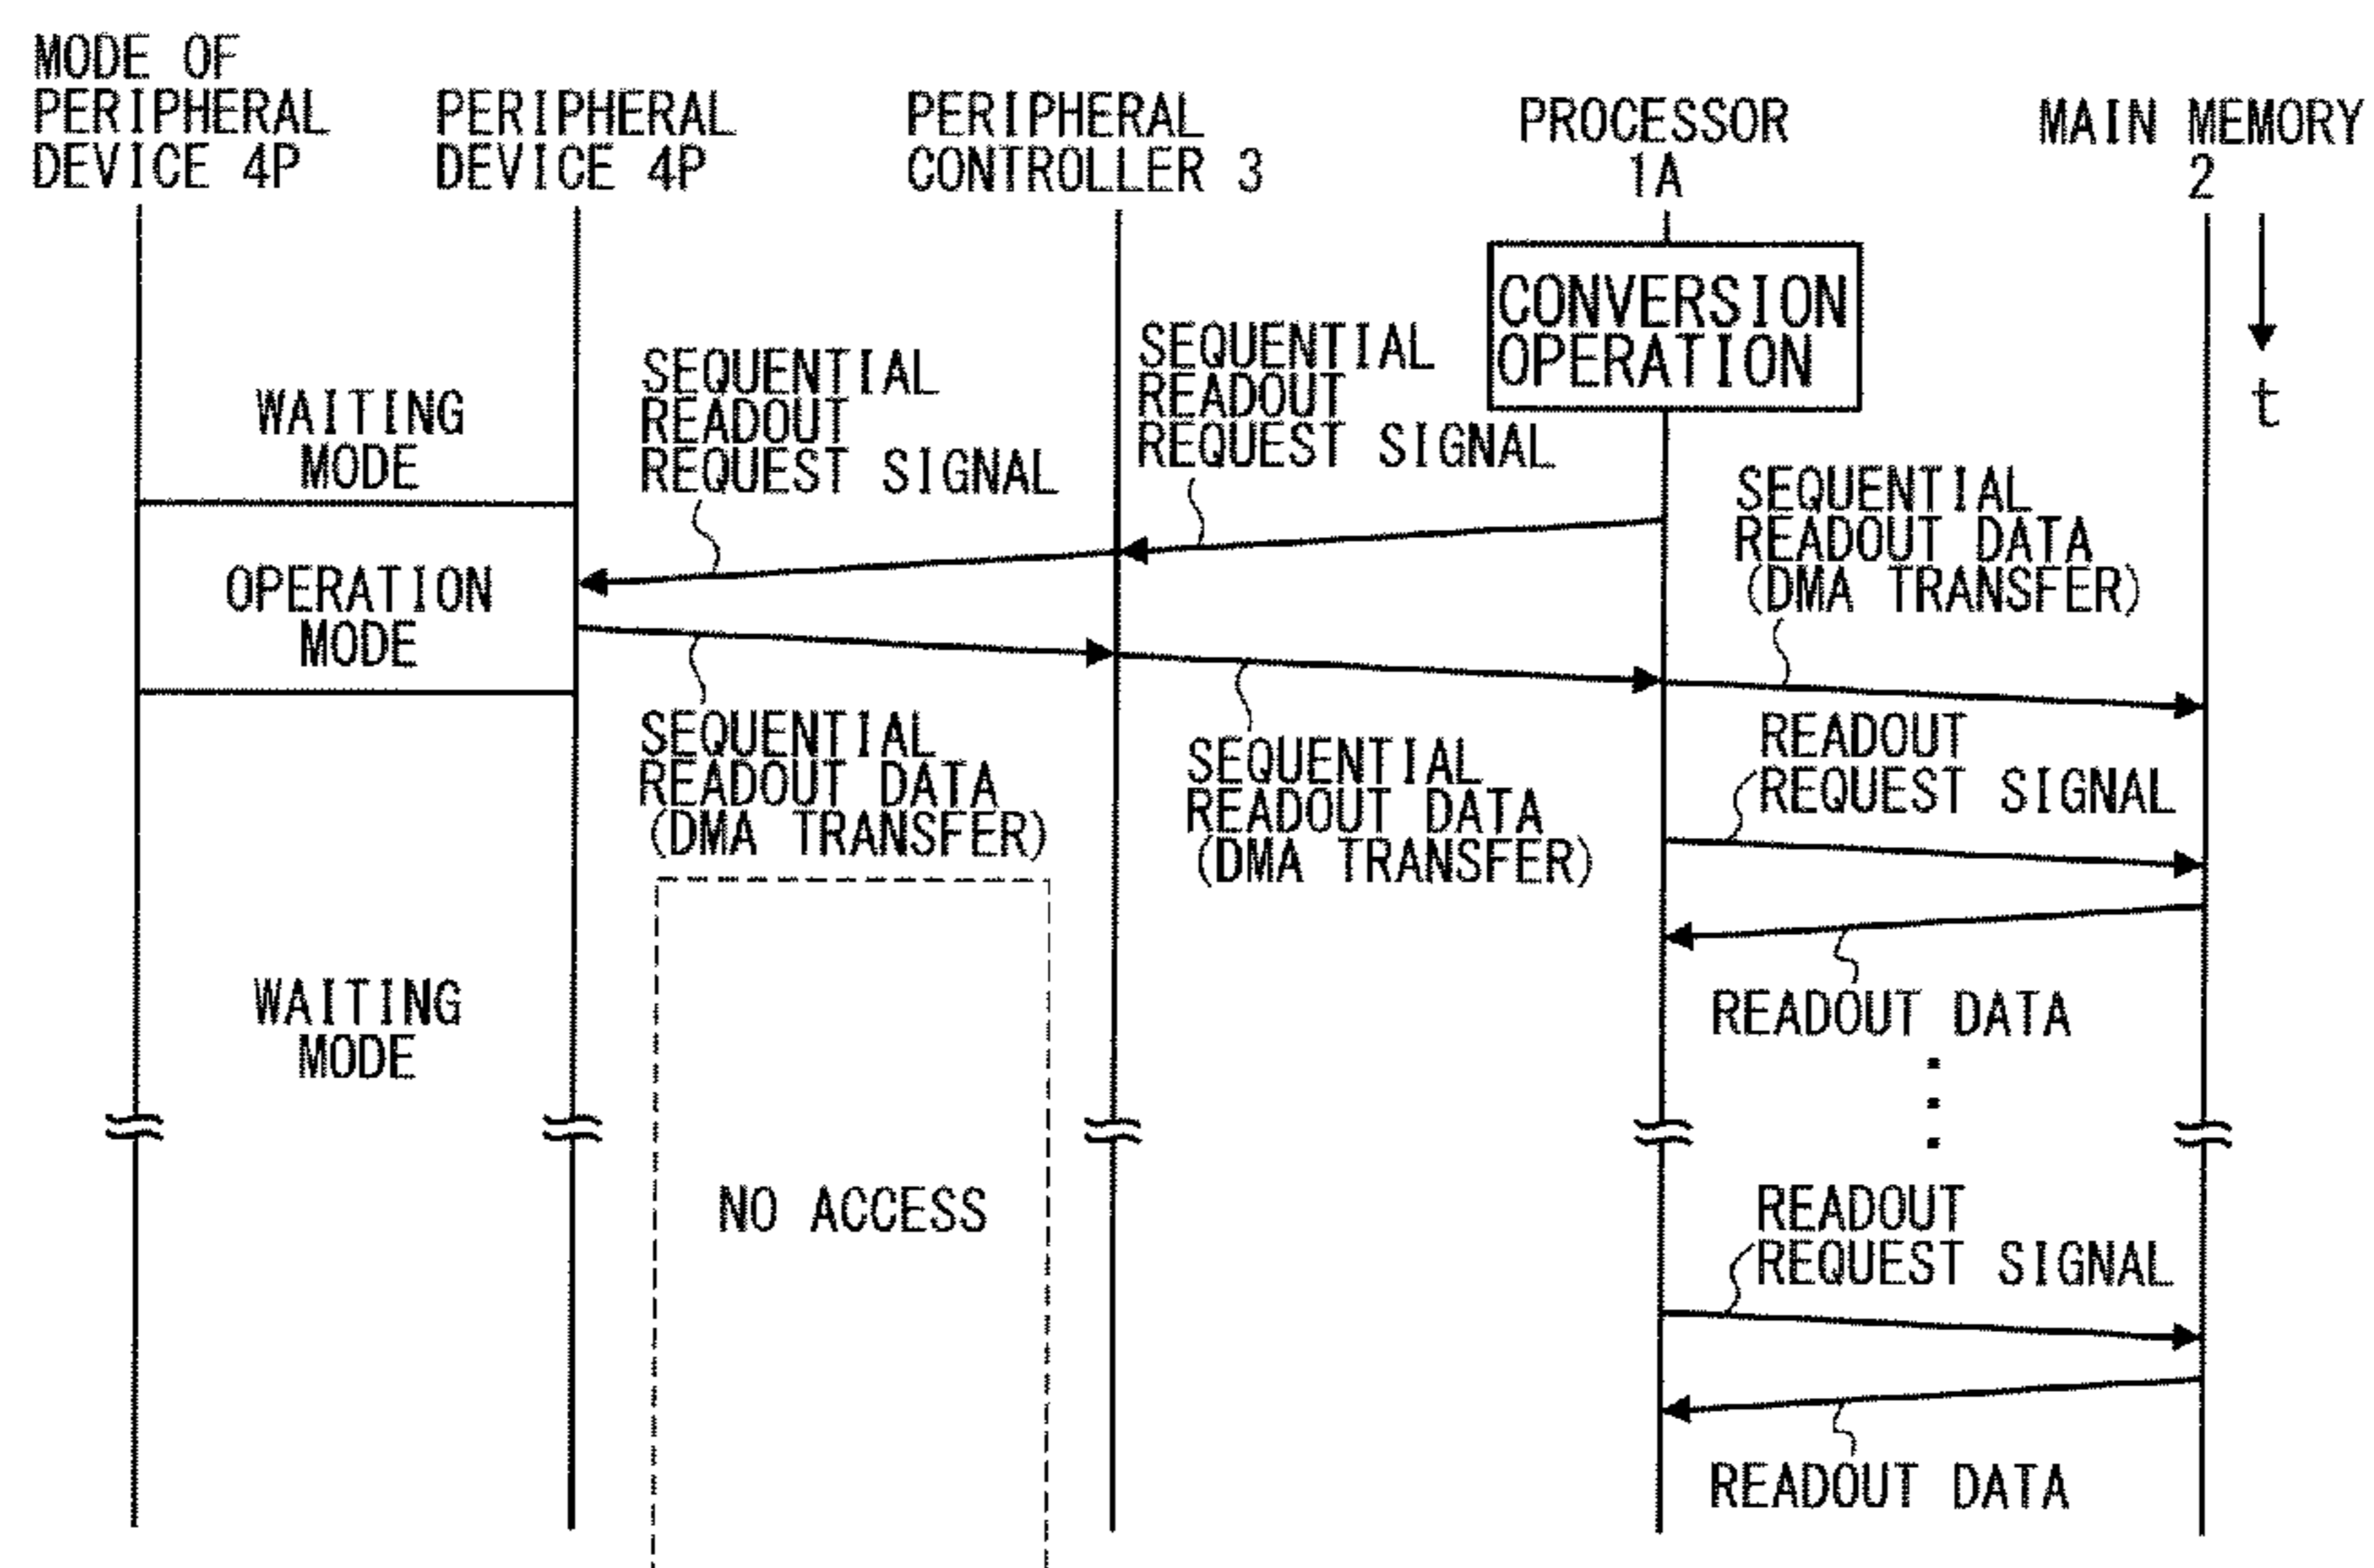 MODE OF
PERIPHERAL
DEVICE 4P
PERIPHERAL
DEVICE 4P
PERIPHERAL
CONTROLLER 3
PROCESSOR
1A
MAIN MEMORY
2
CONVERSION
OPERATION
t
WAITING
MODE
SEQUENTIAL
READOUT
REQUEST SIGNAL
SEQUENTIAL
READOUT
REQUEST SIGNAL
SEQUENTIAL
READOUT DATA
(DMA TRANSFER)
OPERATION
MODE
SEQUENTIAL
READOUT DATA
(DMA TRANSFER)
SEQUENTIAL
READOUT DATA
(DMA TRANSFER)
READOUT
REQUEST SIGNAL
READOUT DATA
WAITING
MODE
NO ACCESS
READOUT
REQUEST SIGNAL
READOUT DATA